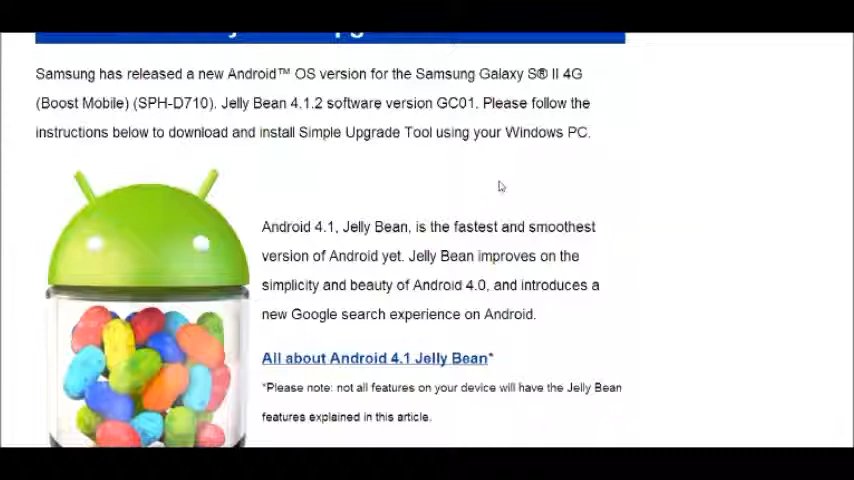 Samsung has released a new Android™ OS version for the Samsung Galaxy S® II 4G
(Boost Mobile) (SPH-D710). Jelly Bean 4.1.2 software version GC01. Please follow the
instructions below to download and install Simple Upgrade Tool using your Windows PC.
Android 4.1, Jelly Bean, is the fastest and smoothest
version of Android yet. Jelly Bean improves on the
simplicity and beauty of Android 4.0, and introduces a
new Google search experience on Android.
All about Android 4.1 Jelly Bean*
*Please note: not all features on your device will have the Jelly Bean
features explained in this article.